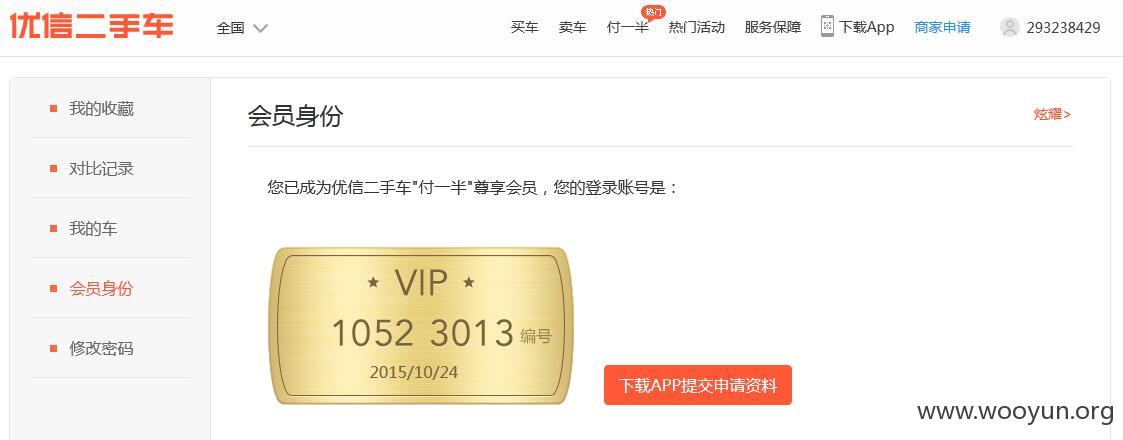 优信二手车
全国
买车 卖车 付一半 热门 热门活动 服务保障 下载App 商家申请 293238429
我的收藏
对比记录
我的车
会员身份
修改密码
会员身份
炫耀>
您已成为优信二手车"付一半"尊享会员，您的登录账号是：
★ VIP ★
1052 3013 编号
2015/10/24
下载APP提交申请资料
www.wooyun.org